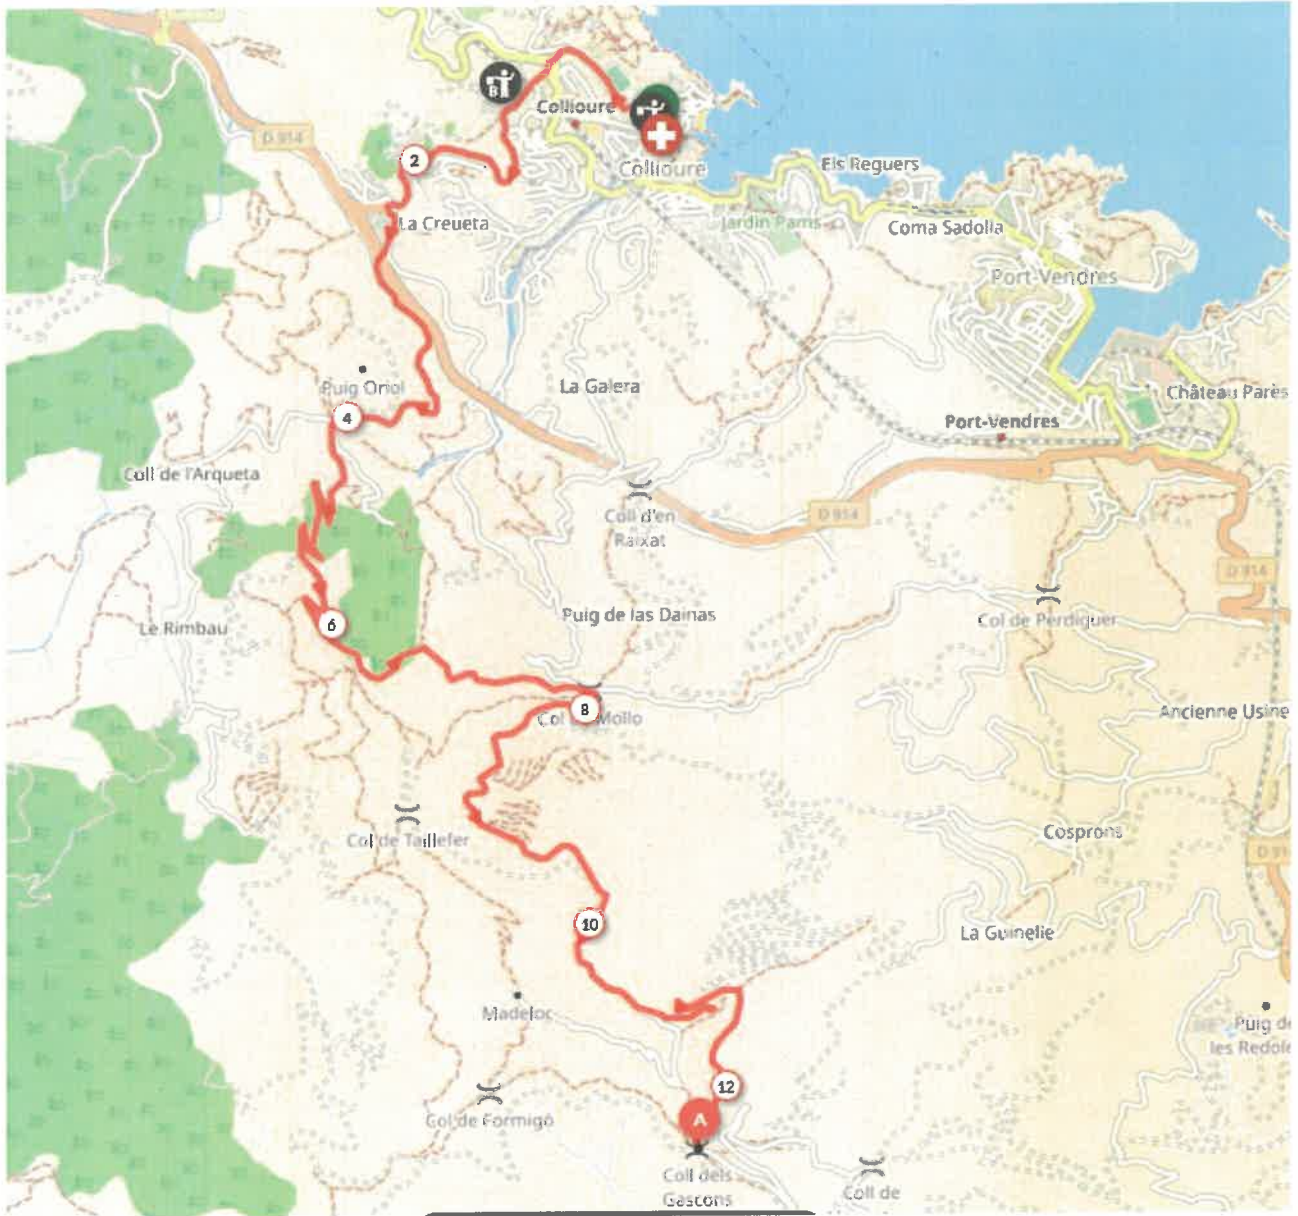 B
Collioure
D 914
2
Collioure
Els Reguers
La Creueta
Jardin Pams
Coma Sadolla
Port-Vendres
Puig Oriol
La Galera
Château Parès
4
Port-Vendres
Coll de l'Arqueta
D 914
Coll d'en
Raixat
D 914
Puig de las Dainas
Col de Perdiguer
6
Le Rimbau
8
Col de Mollo
Ancienne Usine
Col de Taillefer
Cosprons
D 91
10
La Guinelle
Madeloc
Puig de
les Redole
12
Col de Formigó
A
Coll dels
Gascons
Coll de